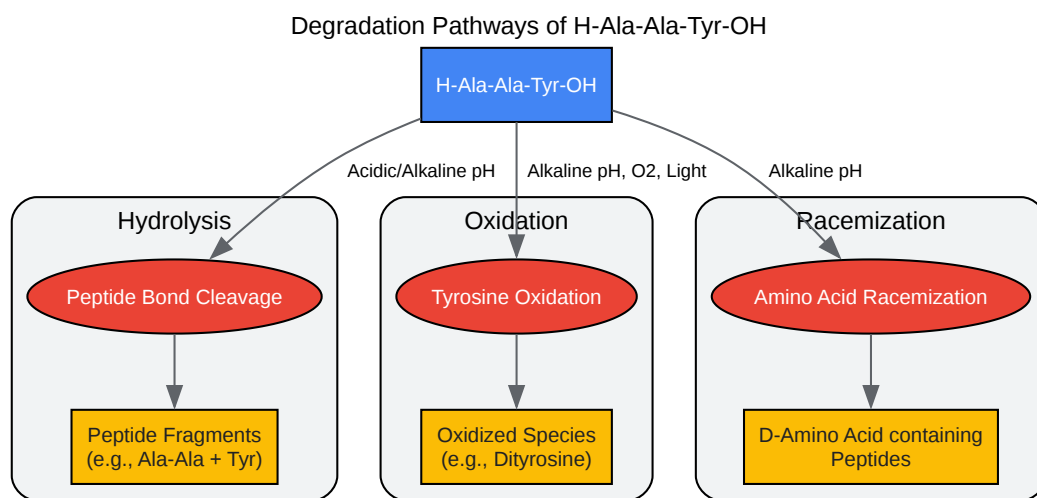 Degradation Pathways of H-Ala-Ala-Tyr-OH
H-Ala-Ala-Tyr-OH
Acidic/Alkaline pH
Alkaline pH, O2, Light
Alkaline pH
Hydrolysis
Oxidation
Racemization
Peptide Bond Cleavage
Tyrosine Oxidation
Amino Acid Racemization
Peptide Fragments
(e.g., Ala-Ala + Tyr)
Oxidized Species
(e.g., Dityrosine)
D-Amino Acid containing
Peptides